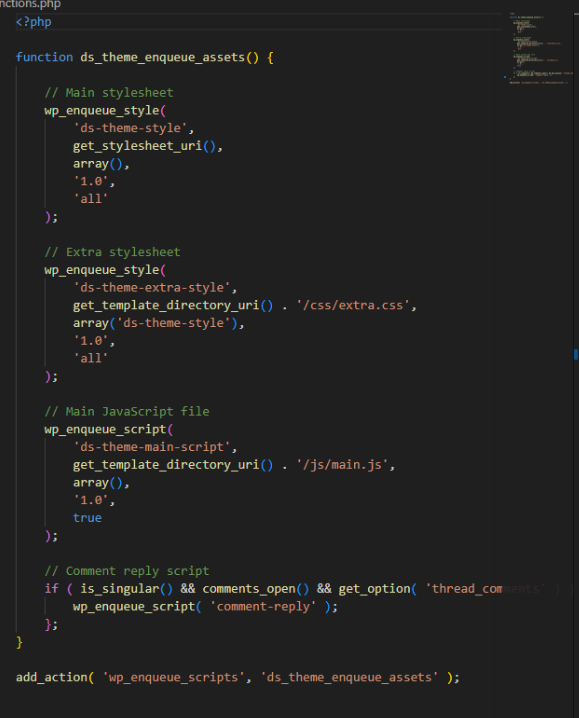 nctions.php
<?php
function ds_theme_enqueue_assets() {
// Main stylesheet
wp_enqueue_style(
'ds-theme-style',
get_stylesheet_uri(),
array(),
'1.0',
'all'
);
// Extra stylesheet
wp_enqueue_style(
'ds-theme-extra-style',
get_template_directory_uri() . '/css/extra.css',
array('ds-theme-style'),
'1.0',
'all'
);
// Main JavaScript file
wp_enqueue_script(
'ds-theme-main-script',
get_template_directory_uri() . '/js/main.js',
array(),
'1.0',
true
);
// Comment reply script
if ( is_singular() && comments_open() && get_option( 'thread_comments' ) )
wp_enqueue_script( 'comment-reply' );
};
}
add_action( 'wp_enqueue_scripts', 'ds_theme_enqueue_assets' );